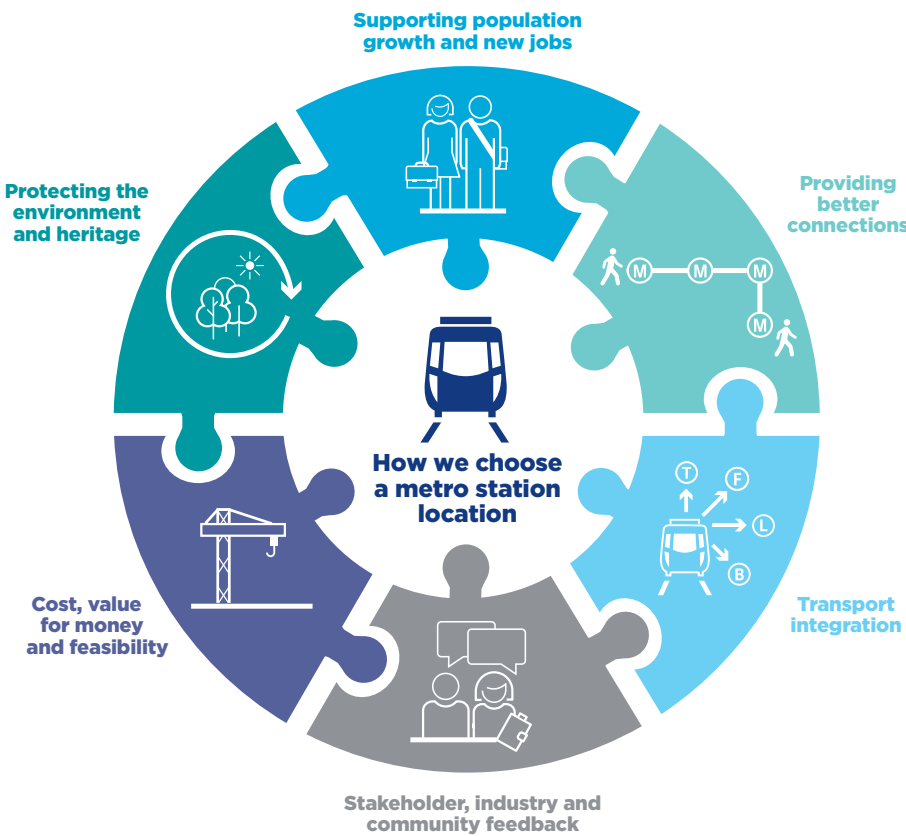 Supporting population
growth and new jobs
Protecting the
environment
and heritage
Providing
better
connections
M
M
M
M
How we choose
a metro station
location
T
F
L
B
Cost, value
for money
and feasibility
Transport
integration
Stakeholder, industry and
community feedback